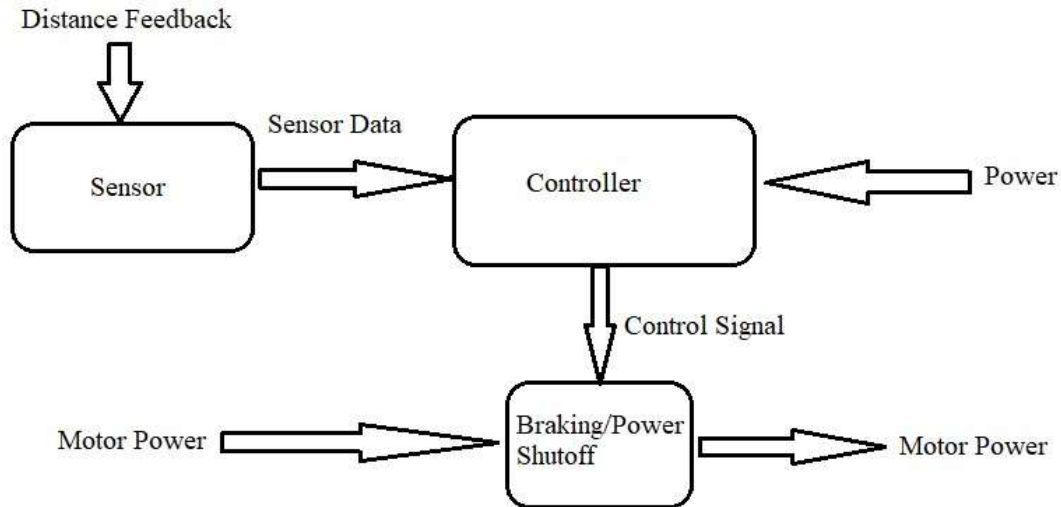 Distance Feedback
Sensor Data
Sensor
Controller
Power
Control Signal
Braking/Power
Shutoff
Motor Power
Motor Power